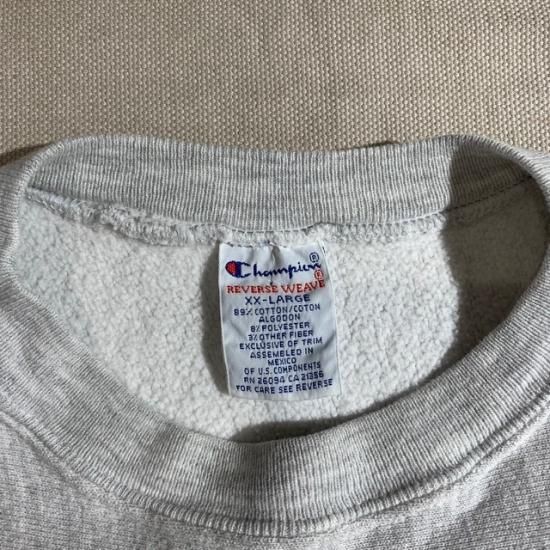 Champion®
REVERSE WEAVE®
XX-LARGE
89% COTTON/COTON
ALGODON
8% POLYESTER
3% OTHER FIBER
EXCLUSIVE OF TRIM
ASSEMBLED IN
MEXICO
OF U.S. COMPONENTS
RN 26094 CA 21356
FOR CARE SEE REVERSE